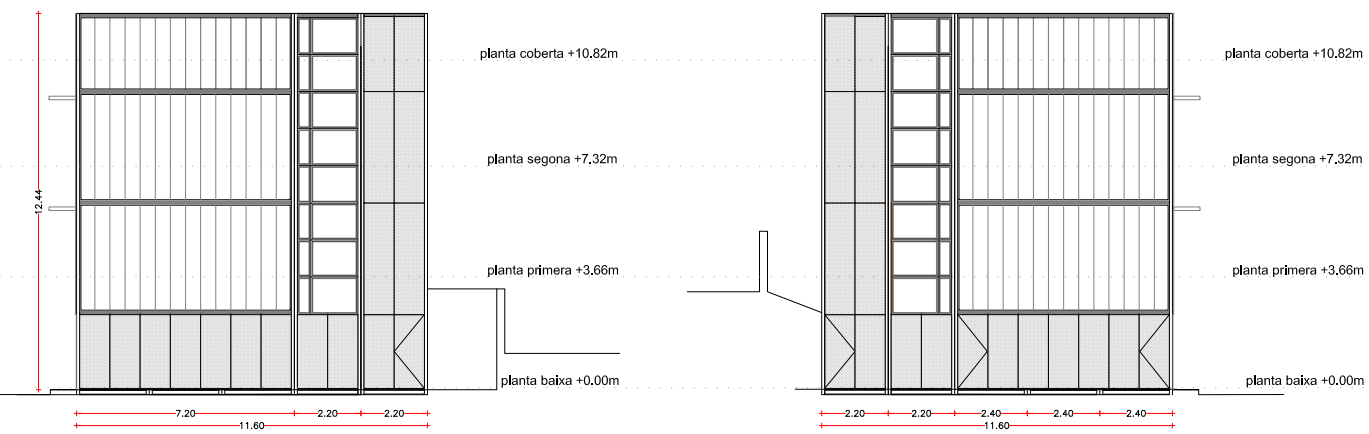 planta coberta +10.82m
planta segona +7.32m
12.44
planta primera +3.66m
planta baixa +0.00m
7.20 2.20 2.20
11.60
planta coberta +10.82m
planta segona +7.32m
planta primera +3.66m
planta baixa +0.00m
2.20 2.20 2.40 2.40 2.40
11.60